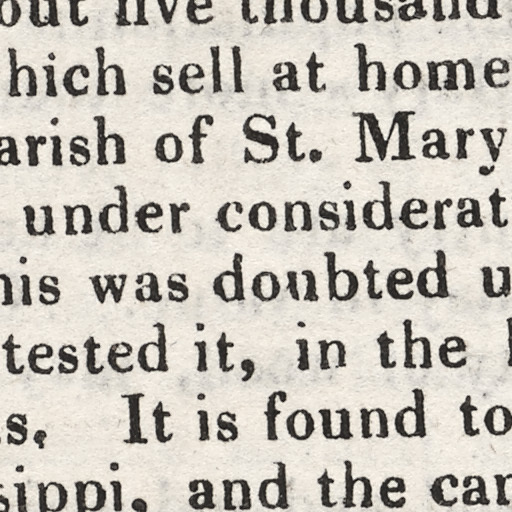 out five thousand
hich sell at home
arish of St. Mary
under considerat
his was doubted u
tested it, in the
s. It is found to
sippi, and the can